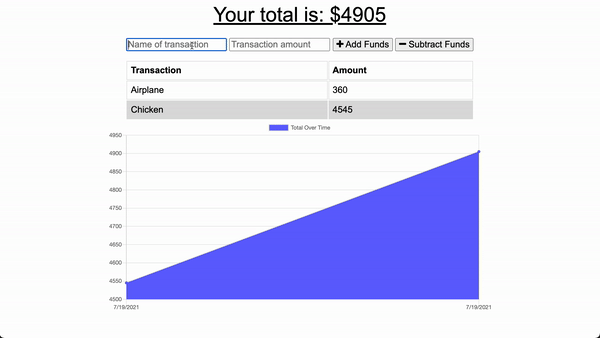 Your total is: $4905
Name of transaction Transaction amount + Add Funds − Subtract Funds
Transaction Amount
Airplane 360
Chicken 4545
Total Over Time
4950
4900
4850
4800
4750
4700
4650
4600
4550
4500
7/19/2021 7/19/2021